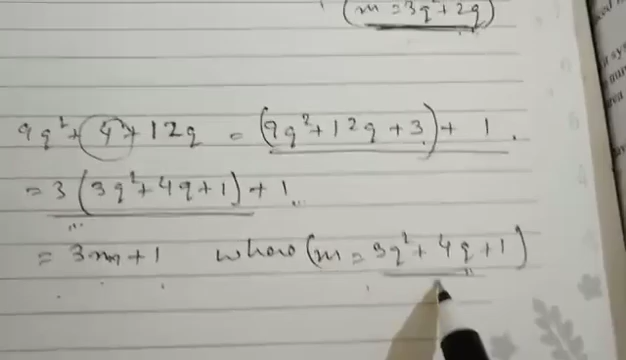 (m = 3q²+2q)
9q²+4+12q = (9q²+12q+3)+1.
= 3(3q²+4q+1)+1
= 3m+1 where (m = 3q²+4q+1)